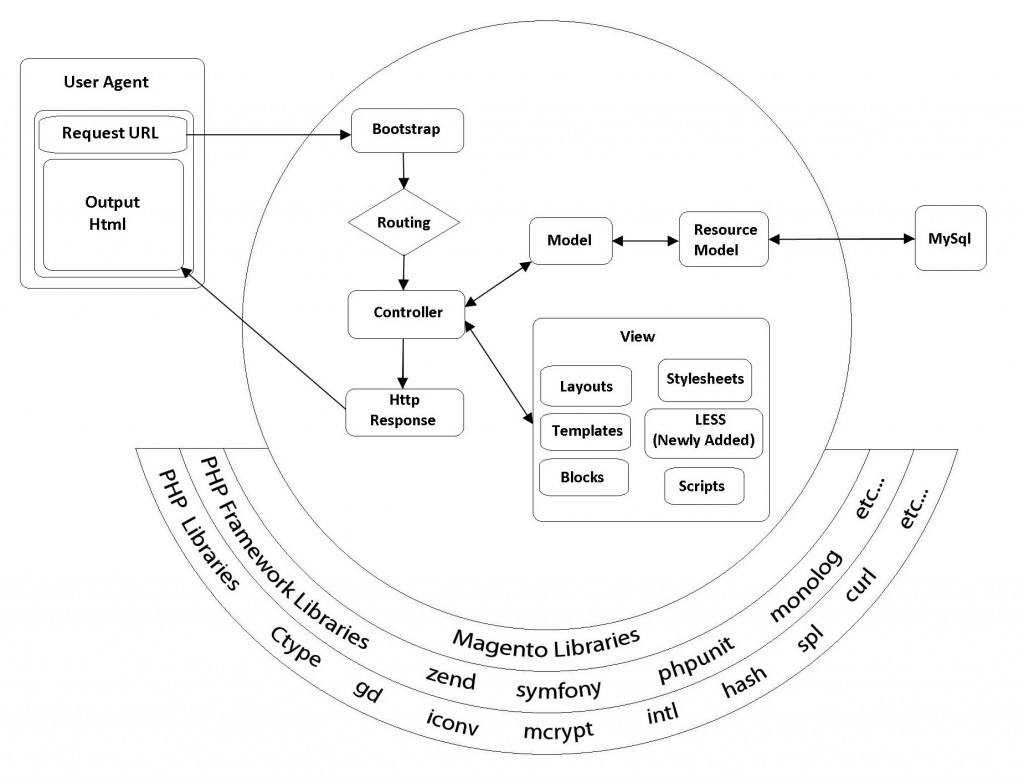 User Agent
Request URL
Output
Html
Bootstrap
Routing
Controller
Http
Response
Model
Resource
Model
MySql
View
Layouts
Templates
Blocks
Stylesheets
LESS
(Newly Added)
Scripts
Magento Libraries
PHP Framework Libraries zend symfony phpunit monolog etc...
PHP Libraries Ctype gd iconv mcrypt intl hash spl curl etc...